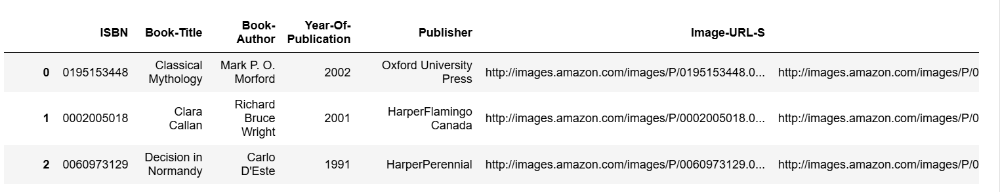 ISBN Book-Title Book-Author Year-Of-Publication Publisher Image-URL-S
0 0195153448 Classical Mythology Mark P. O. Morford 2002 Oxford University Press http://images.amazon.com/images/P/0195153448.0... http://images.amazon.com/images/P/0
1 0002005018 Clara Callan Richard Bruce Wright 2001 HarperFlamingo Canada http://images.amazon.com/images/P/0002005018.0... http://images.amazon.com/images/P/0
2 0060973129 Decision in Normandy Carlo D'Este 1991 HarperPerennial http://images.amazon.com/images/P/0060973129.0... http://images.amazon.com/images/P/0